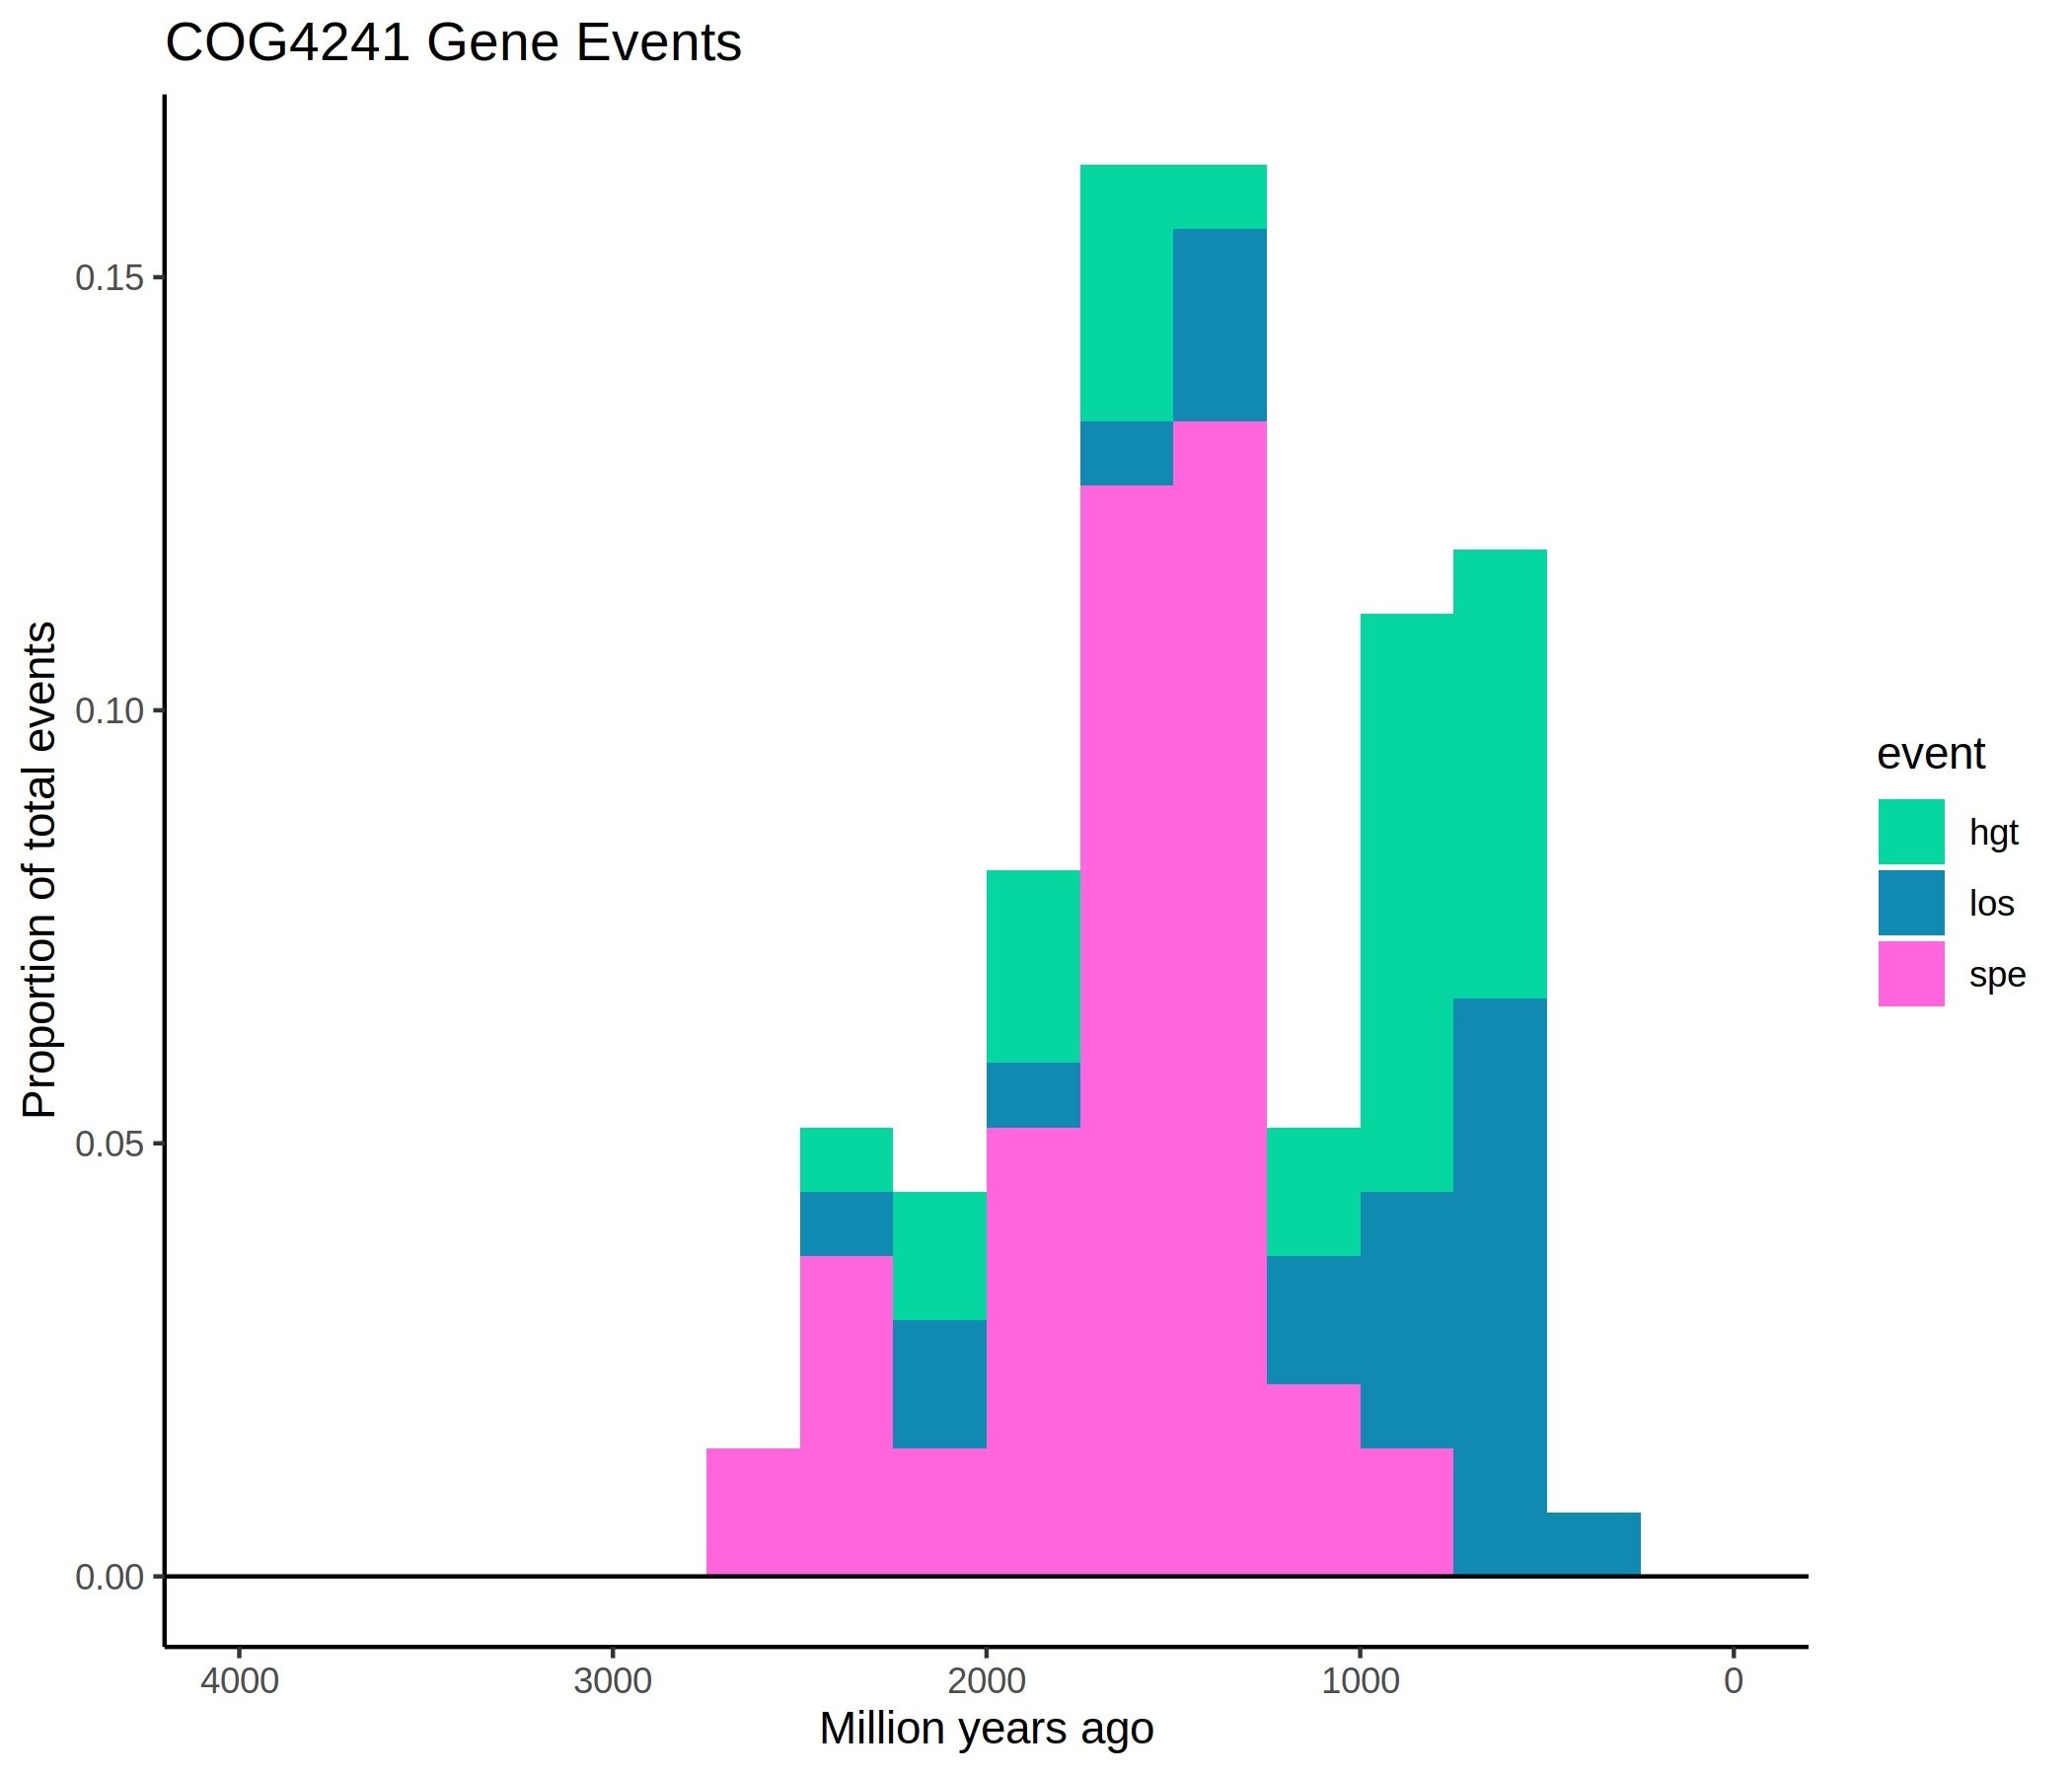 COG4241 Gene Events
Proportion of total events
0.15
0.10
0.05
0.00
4000 3000 2000 1000 0
Million years ago
event
hgt
los
spe